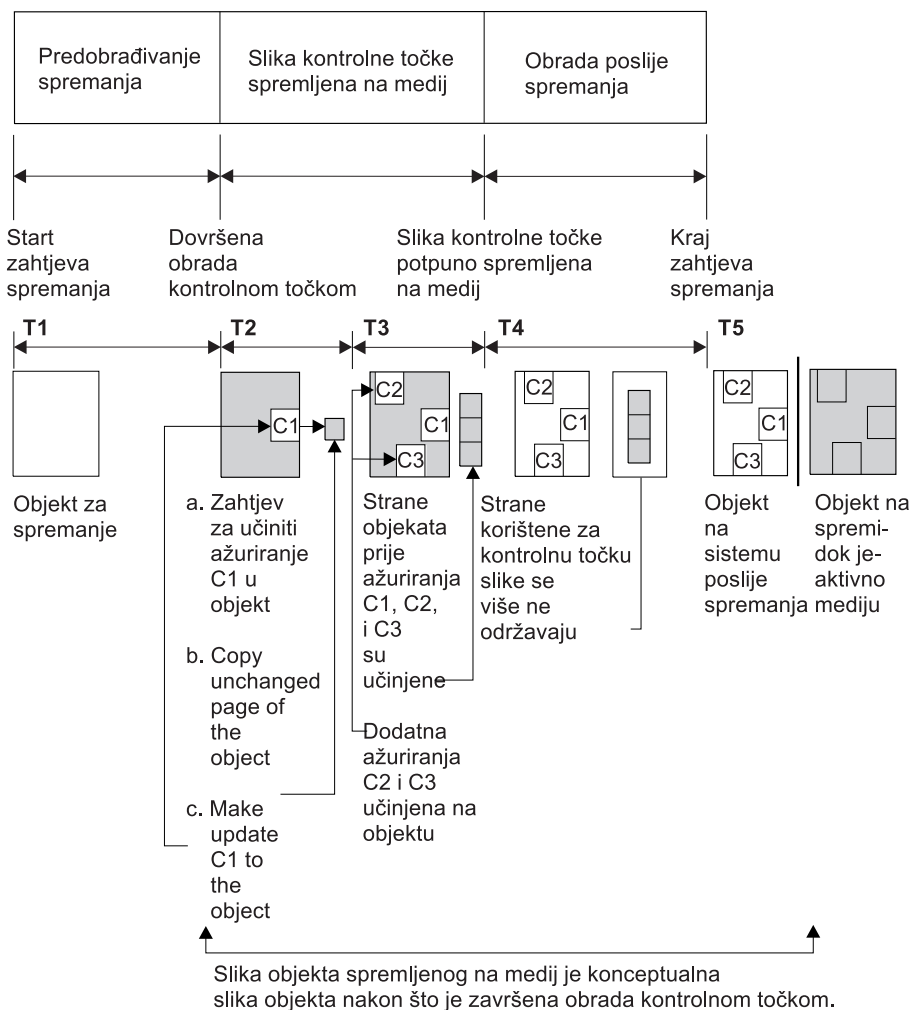 Predobrađivanje
spremanja
Slika kontrolne točke
spremljena na medij
Obrada poslije
spremanja
Start
zahtjeva
spremanja
Dovršena
obrada
kontrolnom točkom
Slika kontrolne točke
potpuno spremljena
na medij
Kraj
zahtjeva
spremanja
T1
T2
T3
T4
T5
C1
C2
C1
C3
C2
C1
C3
C2
C1
C3
Objekt za
spremanje
a. Zahtjev
za učiniti
ažuriranje
C1 u
objekt
b. Copy
unchanged
page of
the
object
c. Make
update
C1 to
the
object
Strane
objekata
prije
ažuriranja
C1, C2,
i C3
su
učinjene
Dodatna
ažuriranja
C2 i C3
učinjena na
objektu
Strane
korištene za
kontrolnu točku
slike se
više ne
održavaju
Objekt
na
sistemu
poslije
spremanja
Objekt na
spremi-
dok je-
aktivno
mediju
Slika objekta spremljenog na medij je konceptualna
slika objekta nakon što je završena obrada kontrolnom točkom.